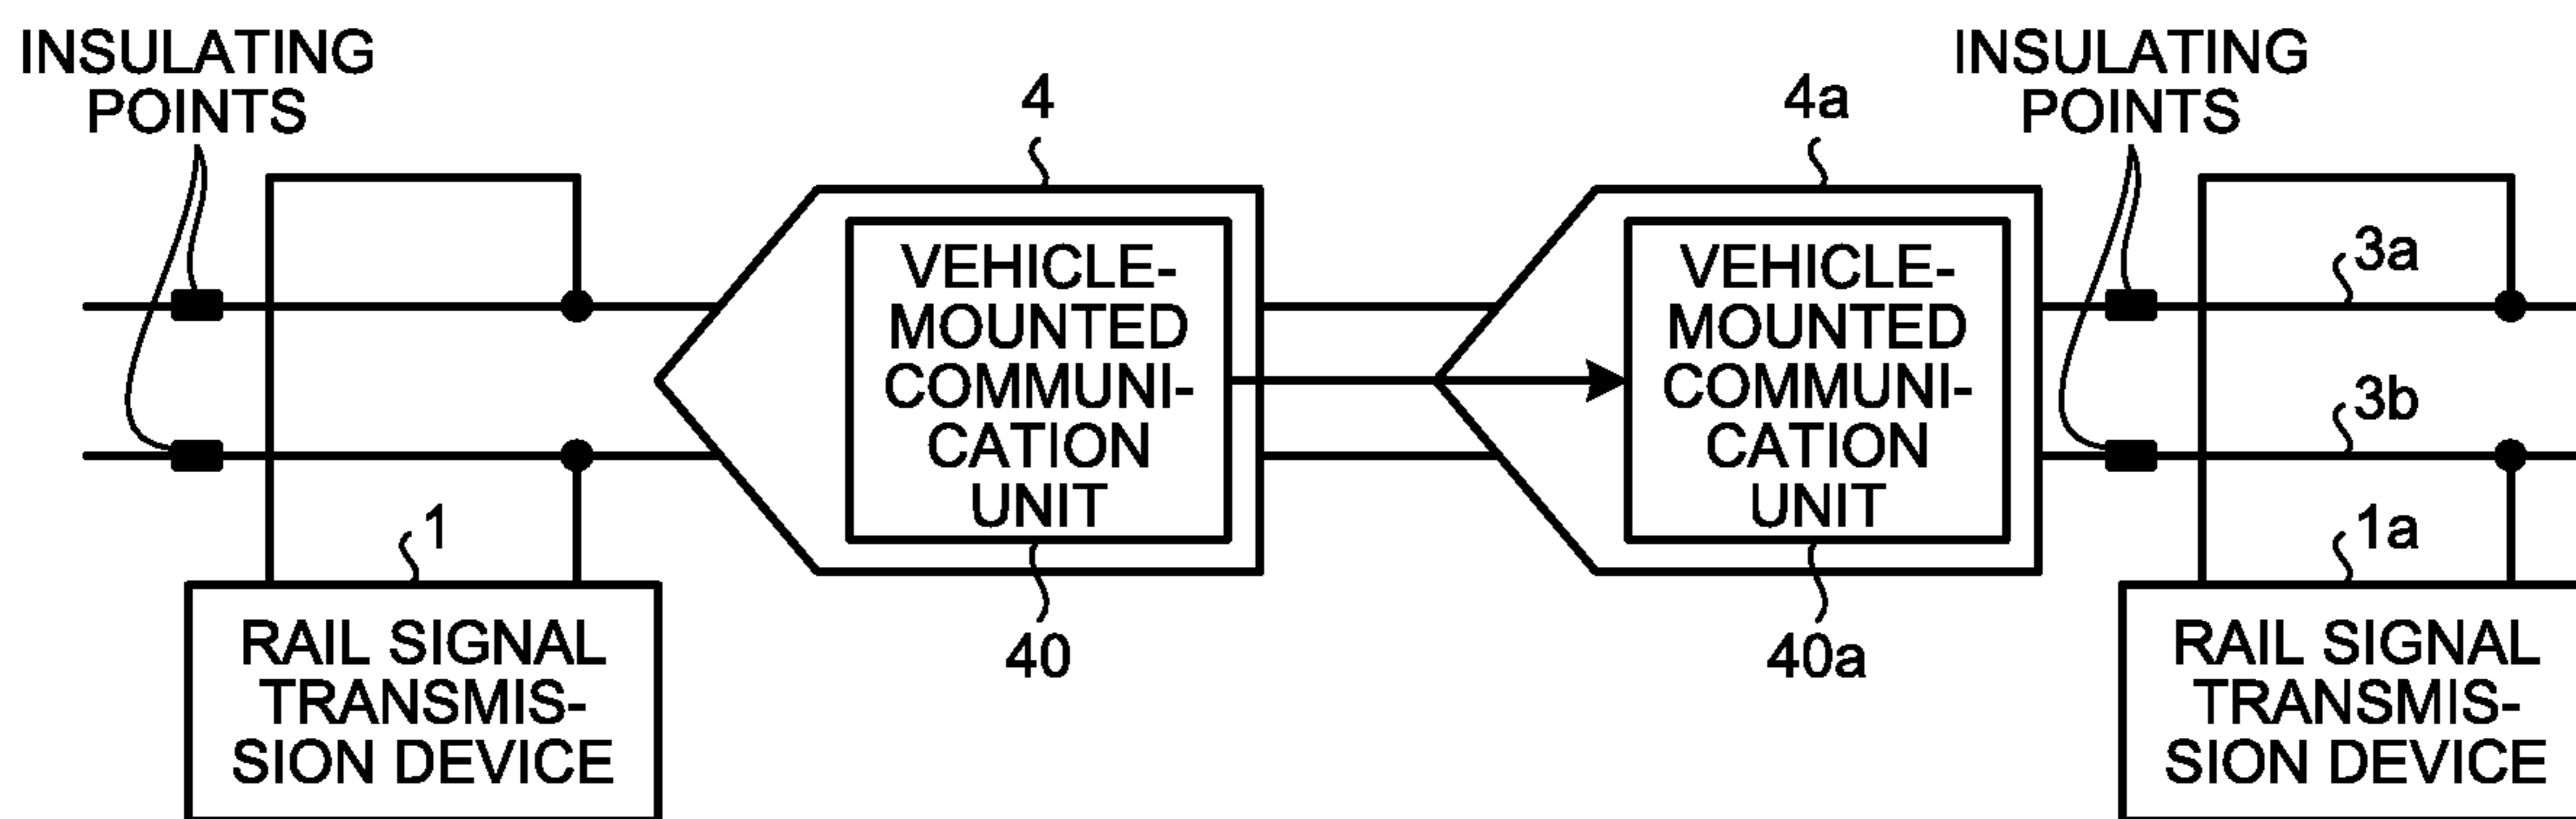 INSULATING
POINTS
4
4a
INSULATING
POINTS
VEHICLE-
MOUNTED
COMMUNI-
CATION
UNIT
VEHICLE-
MOUNTED
COMMUNI-
CATION
UNIT
3a
3b
1
1a
40
40a
RAIL SIGNAL
TRANSMIS-
SION DEVICE
RAIL SIGNAL
TRANSMIS-
SION DEVICE